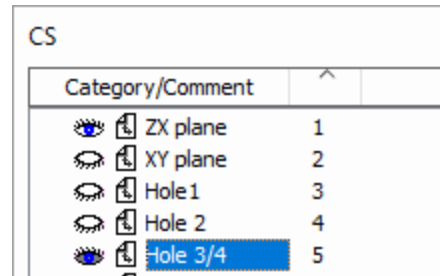 CS
Category/Comment
ZX plane 1
XY plane 2
Hole1 3
Hole 2 4
Hole 3/4 5